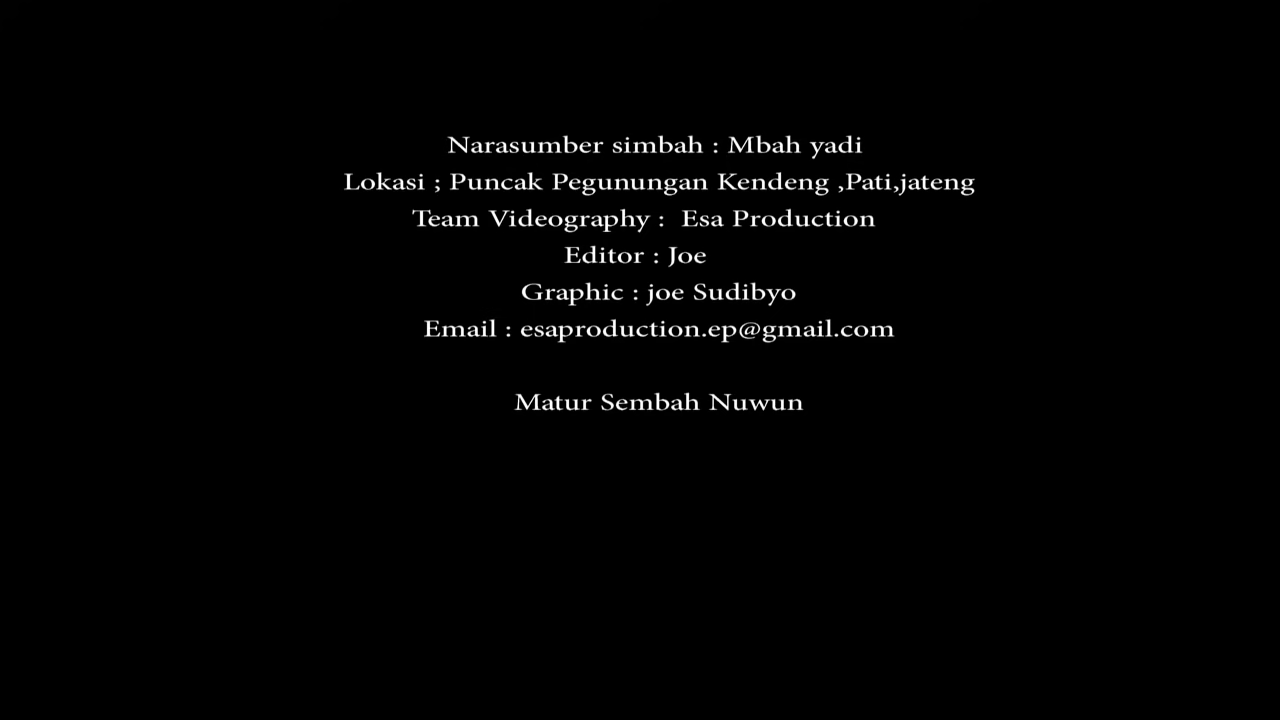 Narasumber simbah : Mbah yadi
Lokasi ; Puncak Pegunungan Kendeng ,Pati,jateng
Team Videography :  Esa Production
Editor : Joe
Graphic : joe Sudibyo
Email : esaproduction.ep@gmail.com
Matur Sembah Nuwun